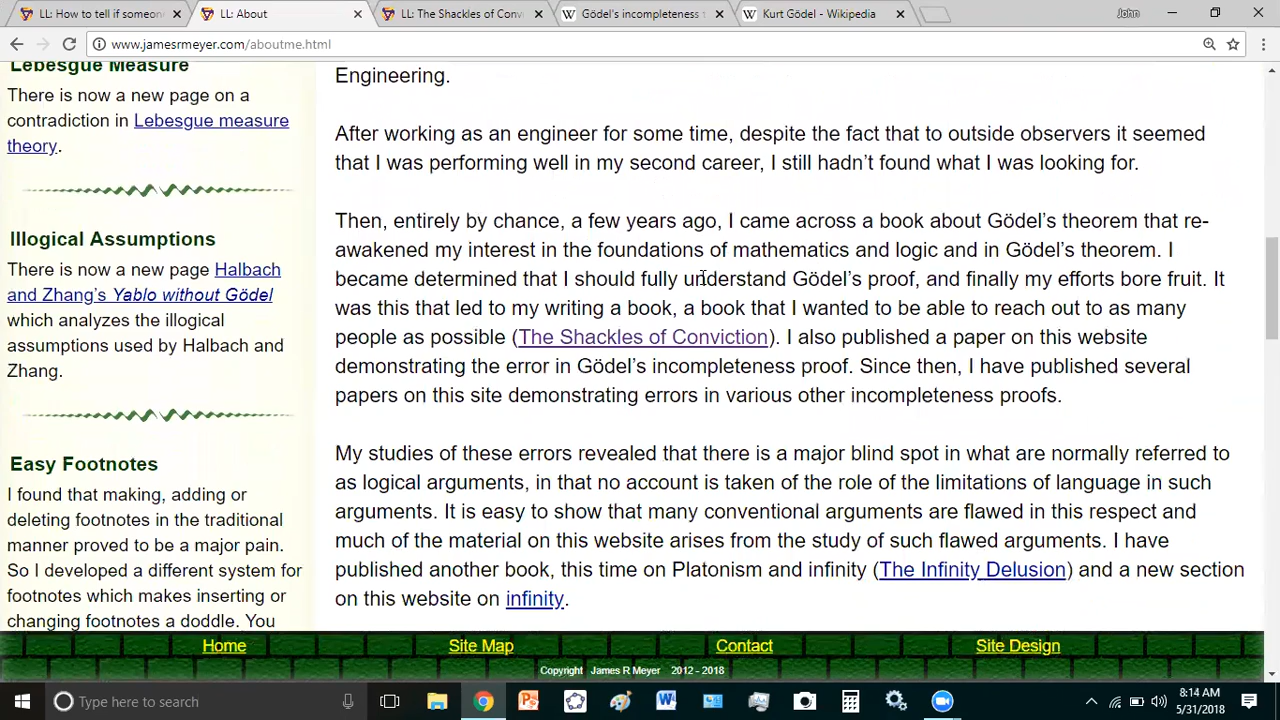 LL: How to tell if someon
LL: About
LL: The Shackles of Convi
Gödel's incompleteness t
Kurt Gödel - Wikipedia
John
www.jamesrmeyer.com/aboutme.html
Lebesgue Measure
There is now a new page on a
contradiction in Lebesgue measure
theory.
Illogical Assumptions
There is now a new page Halbach
and Zhang's Yablo without Gödel
which analyzes the illogical
assumptions used by Halbach and
Zhang.
Easy Footnotes
I found that making, adding or
deleting footnotes in the traditional
manner proved to be a major pain.
So I developed a different system for
footnotes which makes inserting or
changing footnotes a doddle. You
Engineering.
After working as an engineer for some time, despite the fact that to outside observers it seemed
that I was performing well in my second career, I still hadn't found what I was looking for.
Then, entirely by chance, a few years ago, I came across a book about Gödel's theorem that re-
awakened my interest in the foundations of mathematics and logic and in Gödel's theorem. I
became determined that I should fully understand Gödel's proof, and finally my efforts bore fruit. It
was this that led to my writing a book, a book that I wanted to be able to reach out to as many
people as possible (The Shackles of Conviction). I also published a paper on this website
demonstrating the error in Gödel's incompleteness proof. Since then, I have published several
papers on this site demonstrating errors in various other incompleteness proofs.
My studies of these errors revealed that there is a major blind spot in what are normally referred to
as logical arguments, in that no account is taken of the role of the limitations of language in such
arguments. It is easy to show that many conventional arguments are flawed in this respect and
much of the material on this website arises from the study of such flawed arguments. I have
published another book, this time on Platonism and infinity (The Infinity Delusion) and a new section
on this website on infinity.
Home
Site Map
Contact
Site Design
Copyright James R Meyer 2012 - 2018
Type here to search
8:14 AM
5/31/2018